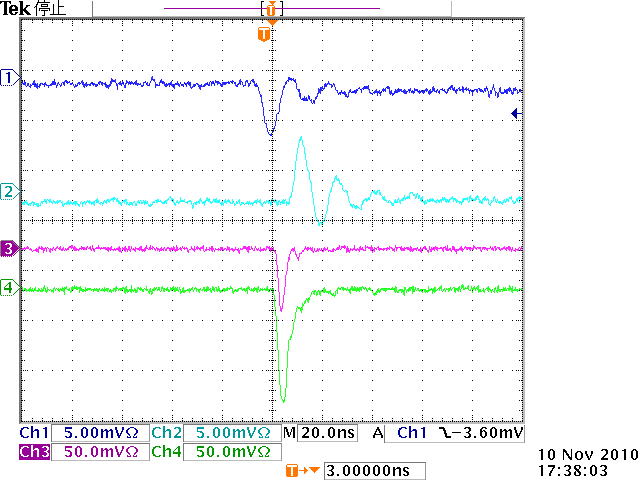 Tek 停止
T
T
1
2
3
4
Ch1 5.00mVΩ Ch2 5.00mVΩ M 20.0ns A Ch1 -3.60mV
Ch3 50.0mVΩ Ch4 50.0mVΩ
T 3.00000ns
10 Nov 2010
17:38:03